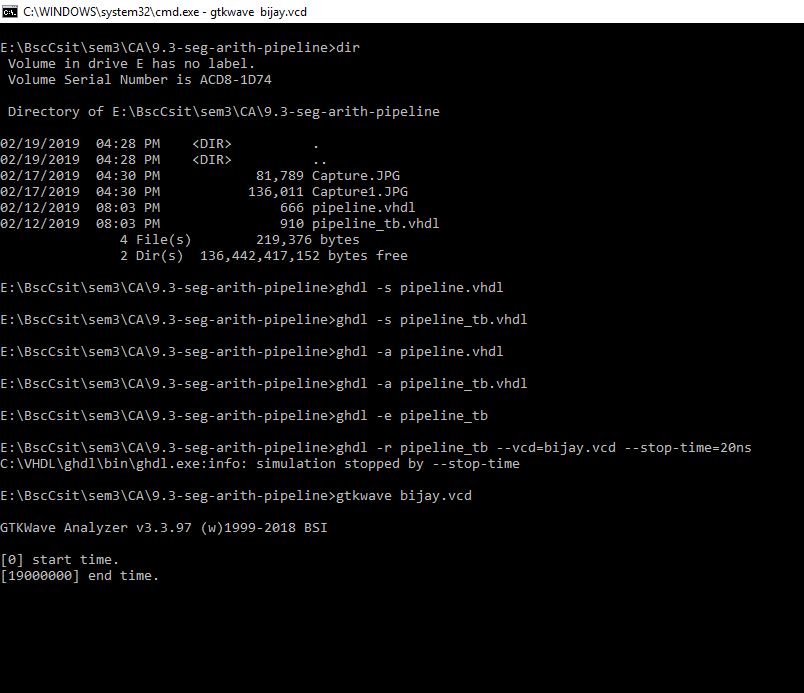 C:\WINDOWS\system32\cmd.exe - gtkwave  bijay.vcd
E:\BscCsit\sem3\CA\9.3-seg-arith-pipeline>dir
 Volume in drive E has no label.
 Volume Serial Number is ACD8-1D74
 Directory of E:\BscCsit\sem3\CA\9.3-seg-arith-pipeline
02/19/2019  04:28 PM    <DIR>          .
02/19/2019  04:28 PM    <DIR>          ..
02/17/2019  04:30 PM            81,789 Capture.JPG
02/17/2019  04:30 PM           136,011 Capture1.JPG
02/12/2019  08:03 PM               666 pipeline.vhdl
02/12/2019  08:03 PM               910 pipeline_tb.vhdl
               4 File(s)        219,376 bytes
               2 Dir(s)  136,442,417,152 bytes free
E:\BscCsit\sem3\CA\9.3-seg-arith-pipeline>ghdl -s pipeline.vhdl
E:\BscCsit\sem3\CA\9.3-seg-arith-pipeline>ghdl -s pipeline_tb.vhdl
E:\BscCsit\sem3\CA\9.3-seg-arith-pipeline>ghdl -a pipeline.vhdl
E:\BscCsit\sem3\CA\9.3-seg-arith-pipeline>ghdl -a pipeline_tb.vhdl
E:\BscCsit\sem3\CA\9.3-seg-arith-pipeline>ghdl -e pipeline_tb
E:\BscCsit\sem3\CA\9.3-seg-arith-pipeline>ghdl -r pipeline_tb --vcd=bijay.vcd --stop-time=20ns
C:\VHDL\ghdl\bin\ghdl.exe:info: simulation stopped by --stop-time
E:\BscCsit\sem3\CA\9.3-seg-arith-pipeline>gtkwave bijay.vcd
GTKWave Analyzer v3.3.97 (w)1999-2018 BSI
[0] start time.
[19000000] end time.